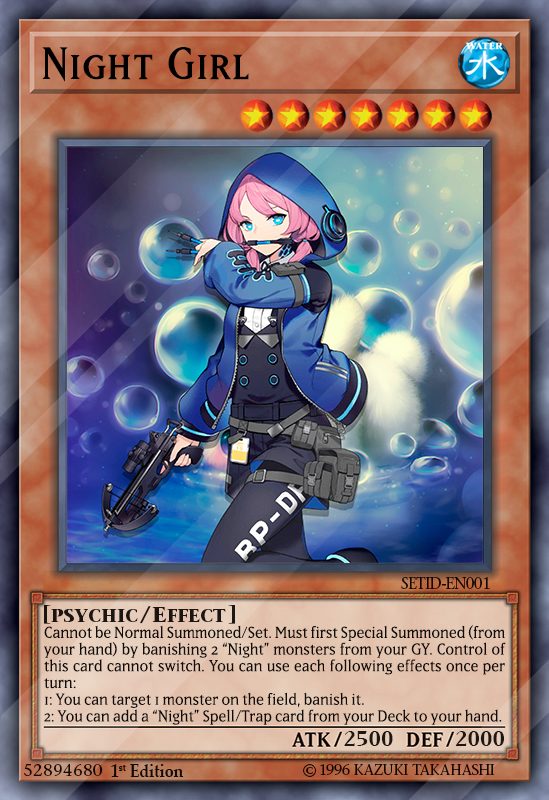 NIGHT GIRL
WATER
水
SETID-EN001
[PSYCHIC/EFFECT]
Cannot be Normal Summoned/Set. Must first Special Summoned (from
your hand) by banishing 2 “Night” monsters from your GY. Control of
this card cannot switch. You can use each following effects once per
turn:
1: You can target 1 monster on the field, banish it.
2: You can add a “Night” Spell/Trap card from your Deck to your hand.
ATK/2500 DEF/2000
52894680 1st Edition © 1996 KAZUKI TAKAHASHI